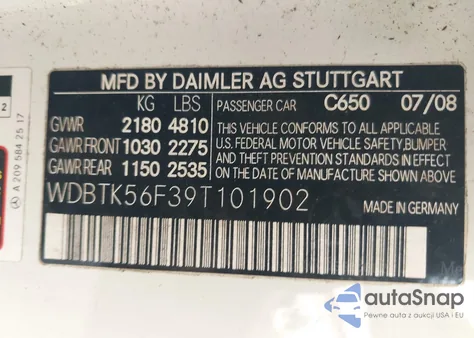 MFD BY DAIMLER AG STUTTGART
KG LBS
PASSENGER CAR C650 07/08
GVWR 2180 4810
GAWR FRONT 1030 2275
GAWR REAR 1150 2535
THIS VEHICLE CONFORMS TO ALL APPLICABLE
U.S. FEDERAL MOTOR VEHICLE SAFETY,BUMPER
AND THEFT PREVENTION STANDARDS IN
EFFECT ON THE DATE OF MANUFACTURE
SHOWN ABOVE.
WDBTK56F39T101902
MADE IN GERMANY
A 209 584 25 17
2
autoSnap
Pewne auta z aukcji USA i EU